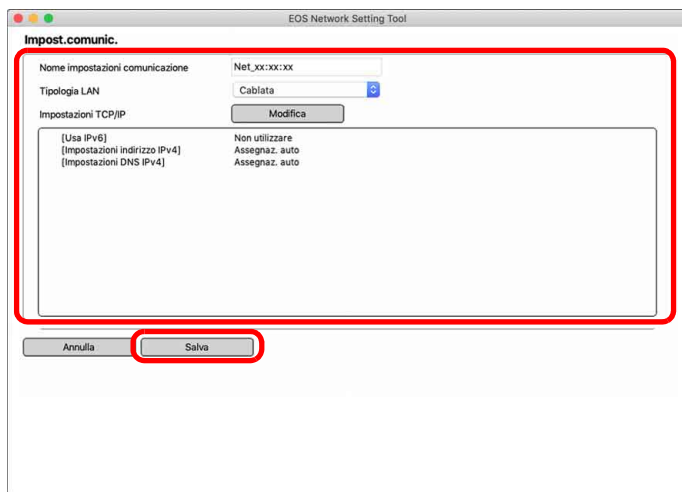 EOS Network Setting Tool
Impost.comunic.
Nome impostazioni comunicazione Net_xx:xx:xx
Tipologia LAN Cablata
Impostazioni TCP/IP Modifica
[Usa IPv6] Non utilizzare
[Impostazioni indirizzo IPv4] Assegnaz. auto
[Impostazioni DNS IPv4] Assegnaz. auto
Annulla Salva